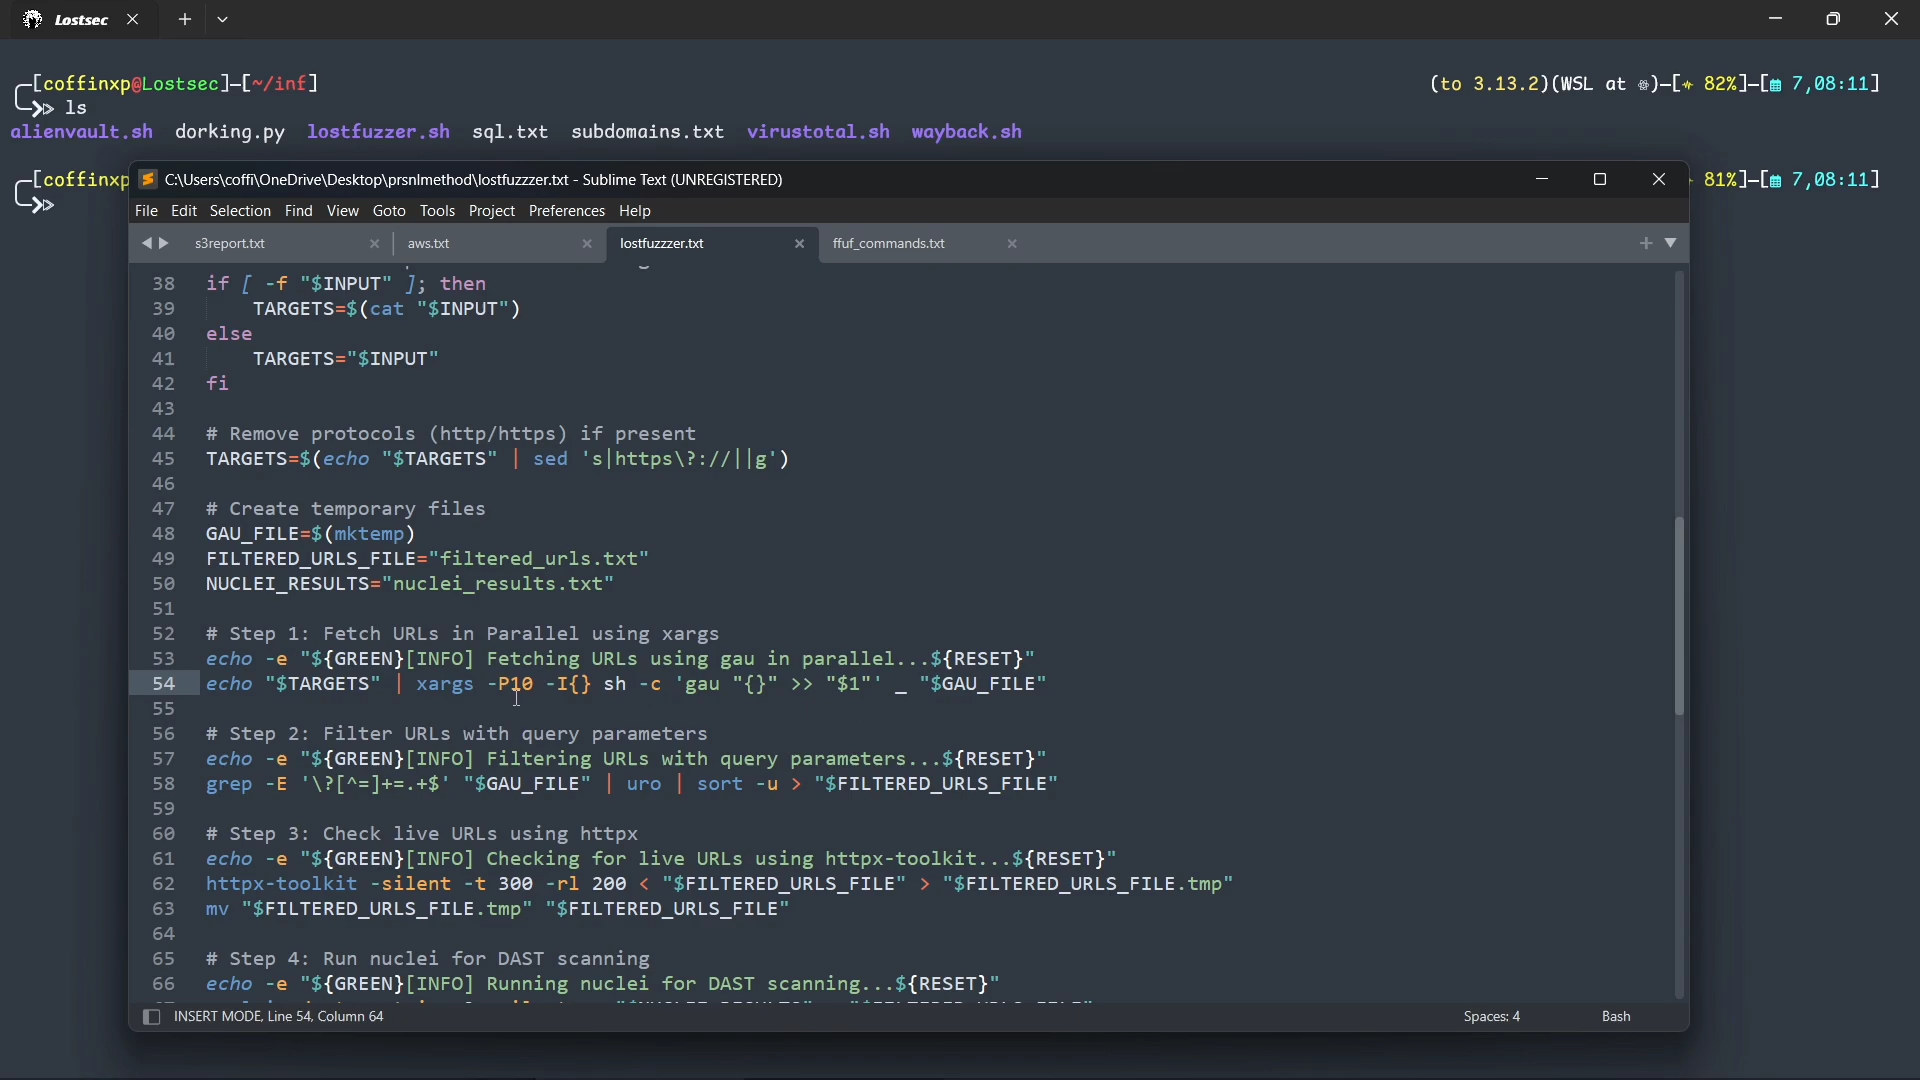 Lostsec
[coffinxp@Lostsec]-[~/inf]
(to 3.13.2)(WSL at )-[ 82%]-[ 7,08:11]
ls
alienvault.sh dorking.py lostfuzzer.sh sql.txt subdomains.txt virustotal.sh wayback.sh
[coffinxp
81%]-[ 7,08:11]
C:\Users\coffi\OneDrive\Desktop\prsnlmethod\lostfuzzzer.txt - Sublime Text (UNREGISTERED)
File Edit Selection Find View Goto Tools Project Preferences Help
s3report.txt aws.txt lostfuzzzer.txt ffuf_commands.txt
38 if [ -f "$INPUT" ]; then
39 TARGETS=$(cat "$INPUT")
40 else
41 TARGETS="$INPUT"
42 fi
43
44 # Remove protocols (http/https) if present
45 TARGETS=$(echo "$TARGETS" | sed 's|https\?://||g')
46
47 # Create temporary files
48 GAU_FILE=$(mktemp)
49 FILTERED_URLS_FILE="filtered_urls.txt"
50 NUCLEI_RESULTS="nuclei_results.txt"
51
52 # Step 1: Fetch URLs in Parallel using xargs
53 echo -e "${GREEN}[INFO] Fetching URLs using gau in parallel...${RESET}"
54 echo "$TARGETS" | xargs -P10 -I{} sh -c 'gau "{}" >> "$1"' _ "$GAU_FILE"
55
56 # Step 2: Filter URLs with query parameters
57 echo -e "${GREEN}[INFO] Filtering URLs with query parameters...${RESET}"
58 grep -E '\?[^=]+=.+$' "$GAU_FILE" | uro | sort -u > "$FILTERED_URLS_FILE"
59
60 # Step 3: Check live URLs using httpx
61 echo -e "${GREEN}[INFO] Checking for live URLs using httpx-toolkit...${RESET}"
62 httpx-toolkit -silent -t 300 -rl 200 < "$FILTERED_URLS_FILE" > "$FILTERED_URLS_FILE.tmp"
63 mv "$FILTERED_URLS_FILE.tmp" "$FILTERED_URLS_FILE"
64
65 # Step 4: Run nuclei for DAST scanning
66 echo -e "${GREEN}[INFO] Running nuclei for DAST scanning...${RESET}"
INSERT MODE, Line 54, Column 64
Spaces: 4
Bash